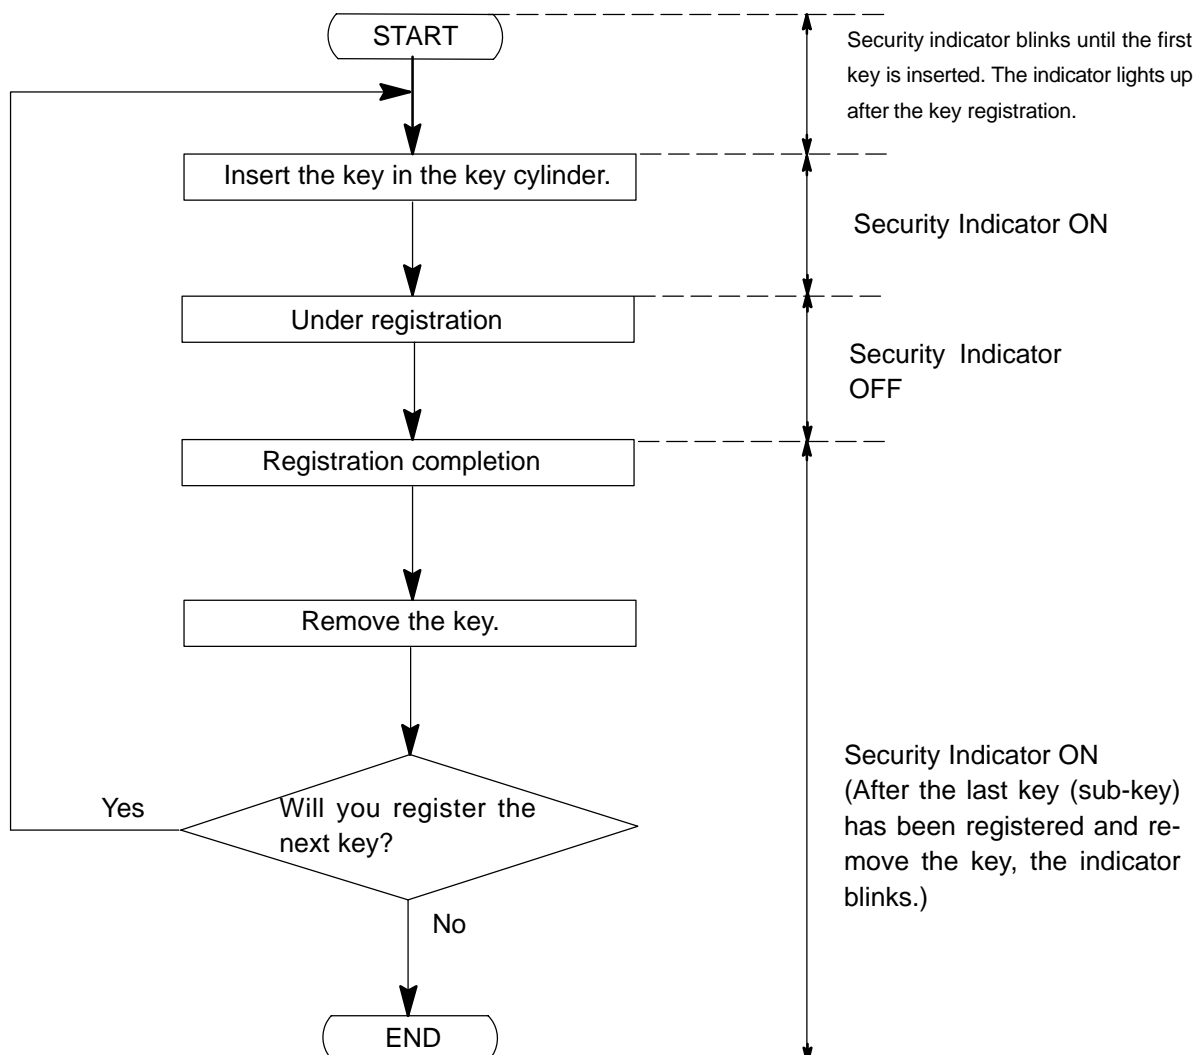 START
Security indicator blinks until the first
key is inserted. The indicator lights up
after the key registration.
Insert the key in the key cylinder.
Security Indicator ON
Under registration
Security Indicator
OFF
Registration completion
Remove the key.
Security Indicator ON
(After the last key (sub-key)
has been registered and re-
move the key, the indicator
blinks.)
Yes
Will you register the
next key?
No
END